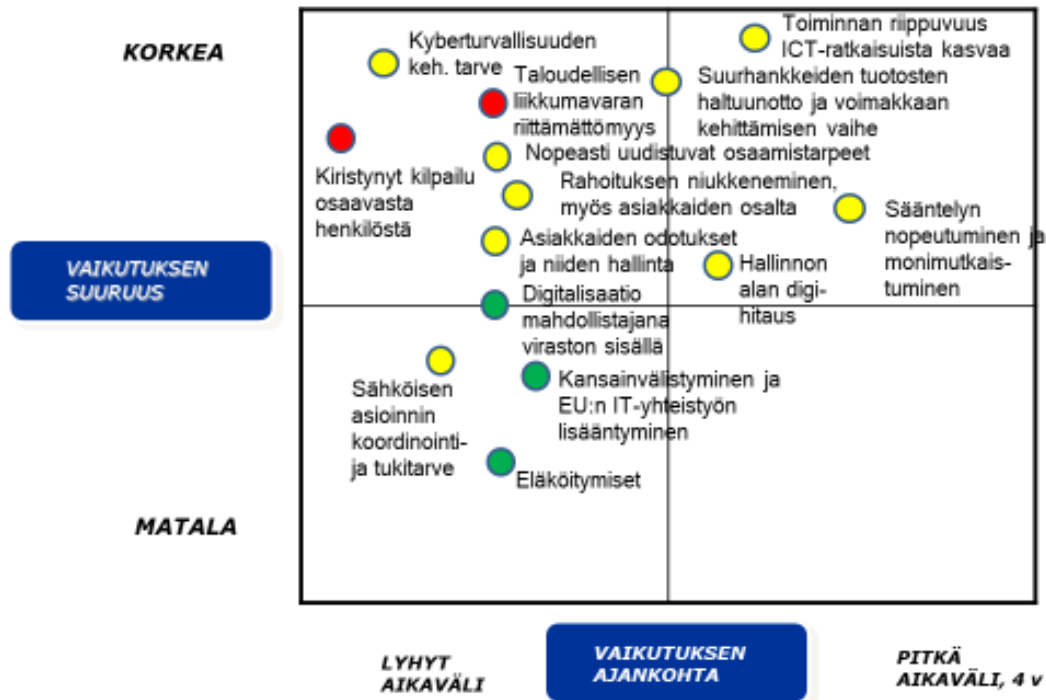 KORKEA
Kyberturvallisuuden
keh. tarve
Toiminnan riippuvuus
ICT-ratkaisuista kasvaa
Taloudellisen
liikkumavaran
riittämättömyys
Suurhankkeiden tuotosten
haltuunotto ja voimakkaan
kehittämisen vaihe
Kiristynyt kilpailu
osaavasta
henkilöstä
Nopeasti uudistuvat osaamistarpeet
Rahoituksen niukkeneminen,
myös asiakkaiden osalta
Sääntelyn
nopeutuminen ja
monimutkais-
tuminen
Asiakkaiden odotukset
ja niiden hallinta
Hallinnon
alan digi-
hitaus
VAIKUTUKSEN
SUURUUS
Digitalisaatio
mahdollistajana
viraston sisällä
Sähköisen
asioinnin
koordinointi-
ja tukitarve
Kansainvälistyminen ja
EU:n IT-yhteistyön
lisääntyminen
Eläköitymiset
MATALA
LYHYT
AIKAVÄLI
VAIKUTUKSEN
AJANKOHTA
PITKÄ
AIKAVÄLI, 4 v